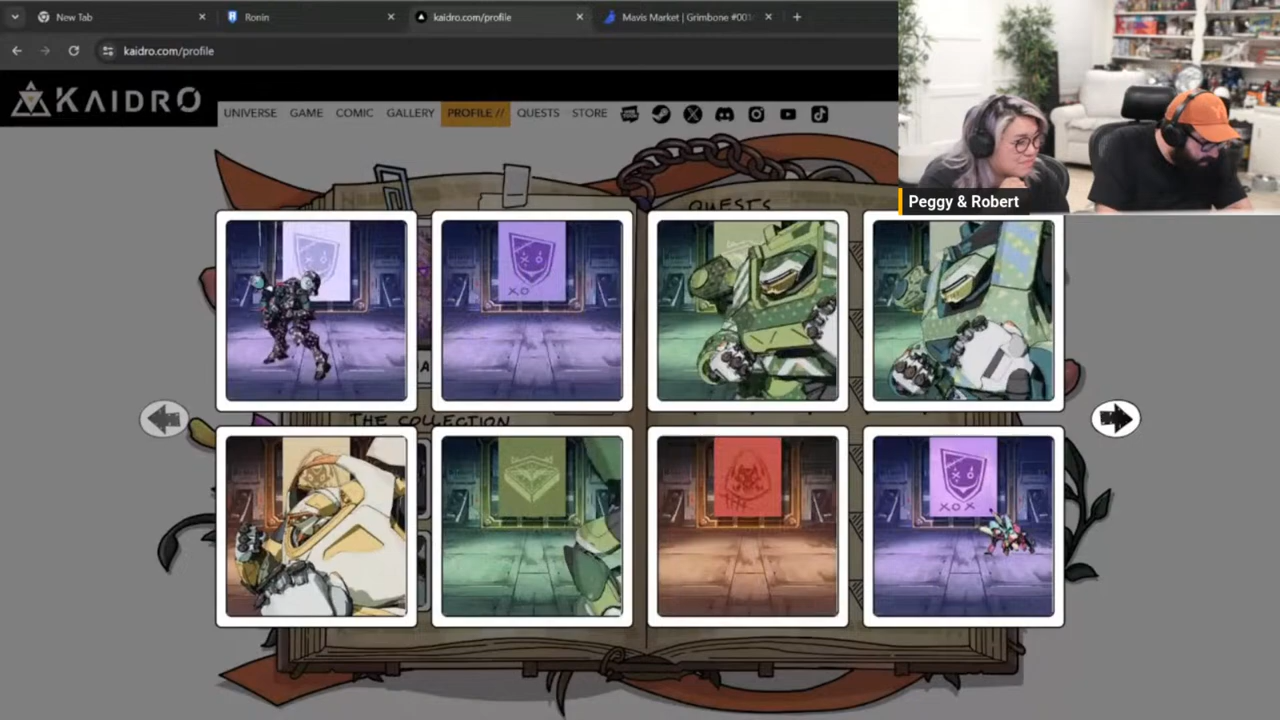 New Tab
Ronin
kaidro.com/profile
Mavis Market | Grimbone #001
kaidro.com/profile
KAIDRO
UNIVERSE GAME COMIC GALLERY PROFILE // QUESTS STORE
QUESTS
XO
THE COLLECTION
XOX
Peggy & Robert